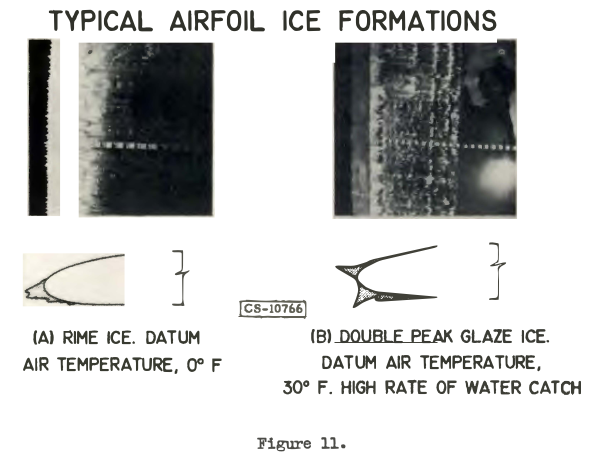 TYPICAL AIRFOIL ICE FORMATIONS
CS-10766
(A) RIME ICE. DATUM
AIR TEMPERATURE, 0° F
(B) DOUBLE PEAK GLAZE ICE.
DATUM AIR TEMPERATURE,
30° F. HIGH RATE OF WATER CATCH
Figure 11.